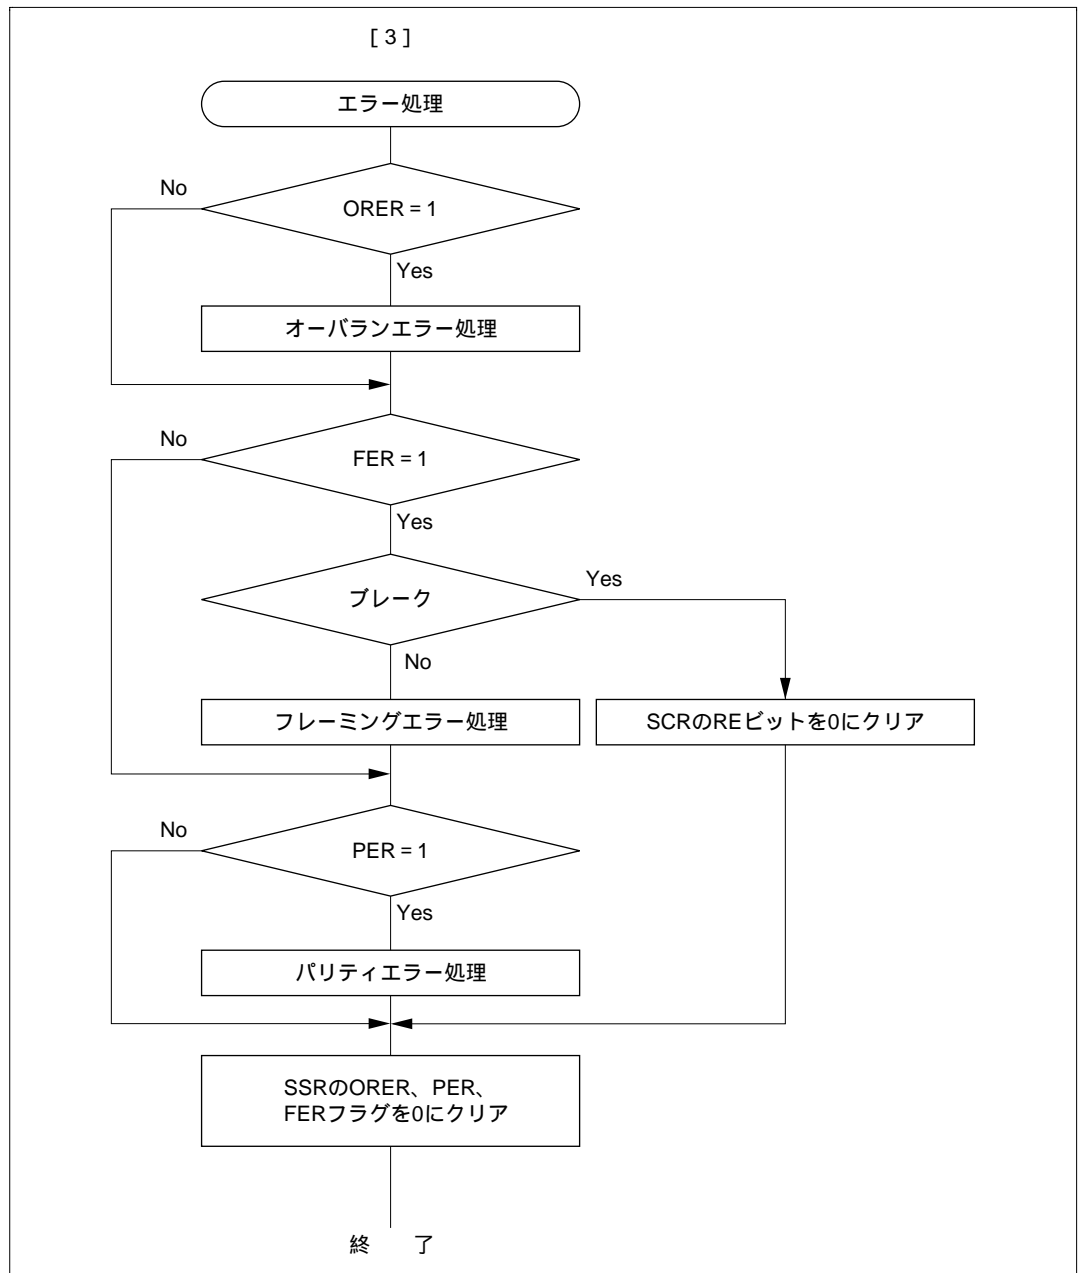 [ 3 ]
エラー処理
No
ORER = 1
Yes
オーバランエラー処理
No
FER = 1
Yes
Yes
ブレーク
No
フレーミングエラー処理
SCRのREビットを0にクリア
No
PER = 1
Yes
パリティエラー処理
SSRのORER、PER、
FERフラグを0にクリア
終 了